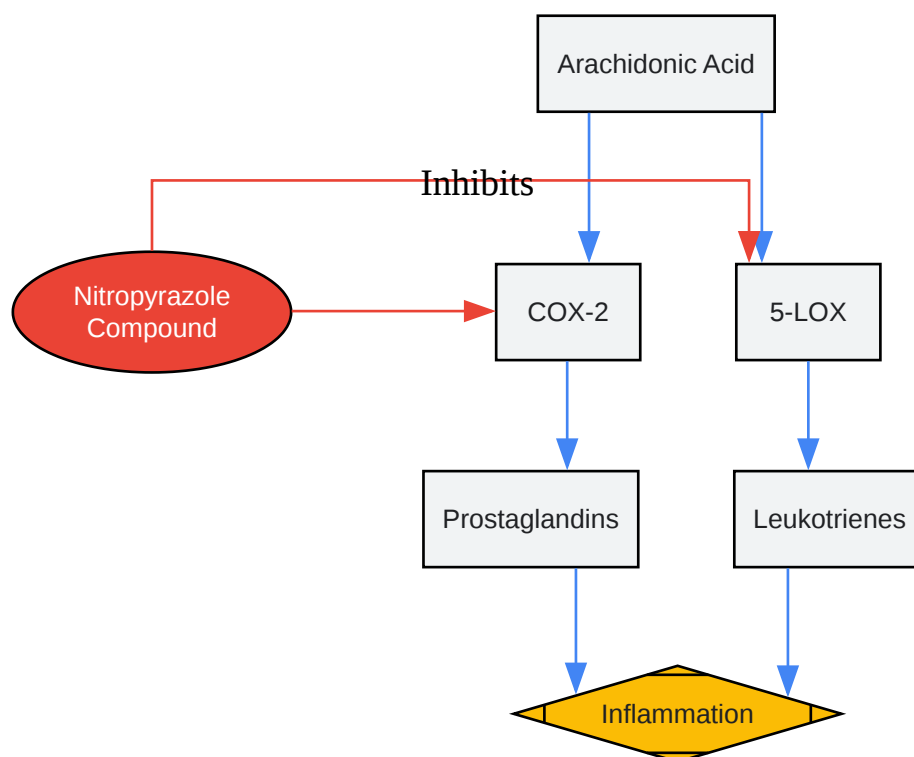 Arachidonic Acid
Inhibits
Nitropyrazole
Compound
COX-2
5-LOX
Prostaglandins
Leukotrienes
Inflammation